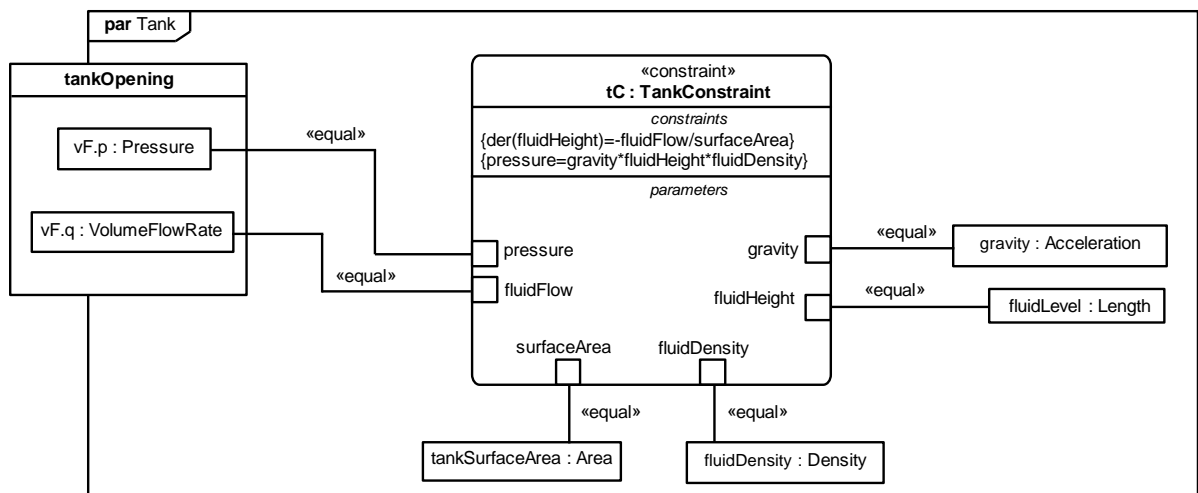 par Tank
tankOpening
vF.p : Pressure
vF.q : VolumeFlowRate
«equal»
«equal»
«constraint»
tC : TankConstraint
constraints
{der(fluidHeight)=-fluidFlow/surfaceArea}
{pressure=gravity*fluidHeight*fluidDensity}
parameters
pressure
fluidFlow
gravity
fluidHeight
surfaceArea
fluidDensity
«equal»
gravity : Acceleration
«equal»
fluidLevel : Length
«equal»
«equal»
tankSurfaceArea : Area
fluidDensity : Density